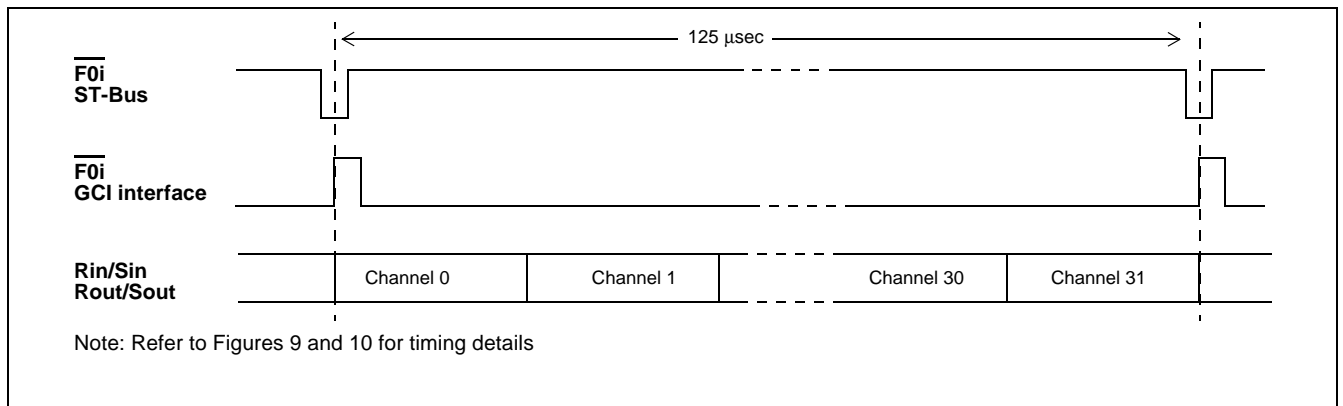 125 µsec
F0i
ST-Bus
F0i
GCI interface
Rin/Sin
Rout/Sout
Channel 0
Channel 1
Channel 30
Channel 31
Note: Refer to Figures 9 and 10 for timing details